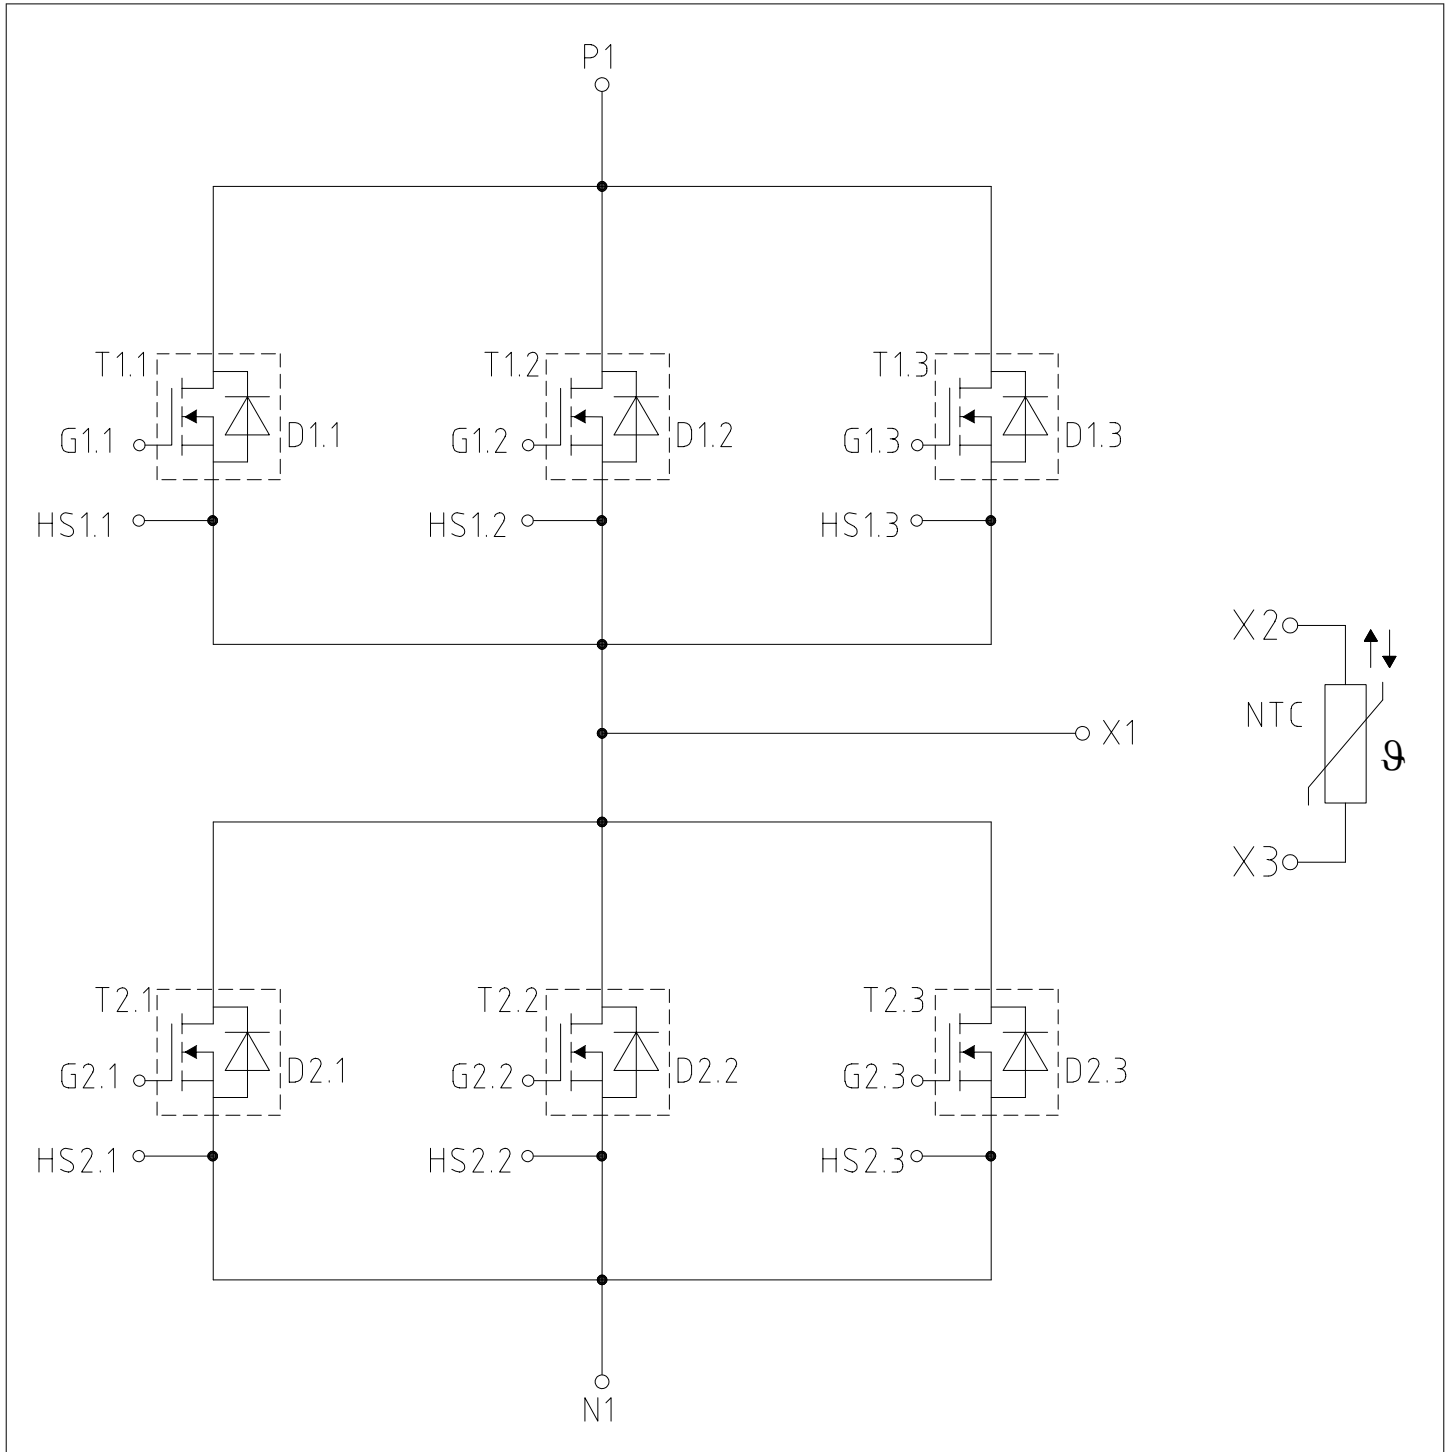 P1
T1.1 T1.2 T1.3
G1.1 D1.1 G1.2 D1.2 G1.3 D1.3
HS1.1 HS1.2 HS1.3
X2
NTC
X1
ϑ
X3
T2.1 T2.2 T2.3
G2.1 D2.1 G2.2 D2.2 G2.3 D2.3
HS2.1 HS2.2 HS2.3
N1